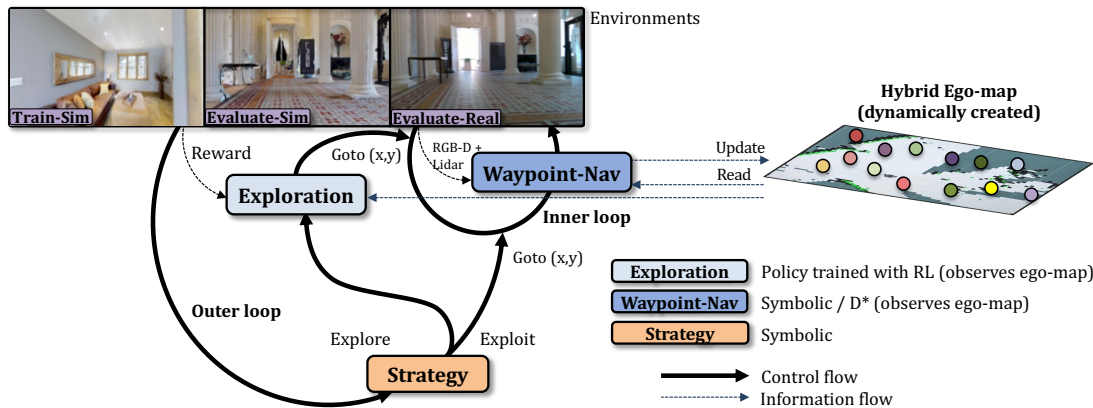 Environments
Train-Sim
Evaluate-Sim
Evaluate-Real
Hybrid Ego-map
(dynamically created)
Reward
Goto (x,y)
RGB-D +
Lidar
Update
Read
Exploration
Waypoint-Nav
Inner loop
Goto (x,y)
Outer loop
Explore
Exploit
Strategy
Exploration
Policy trained with RL (observes ego-map)
Waypoint-Nav
Symbolic / D* (observes ego-map)
Strategy
Symbolic
Control flow
Information flow